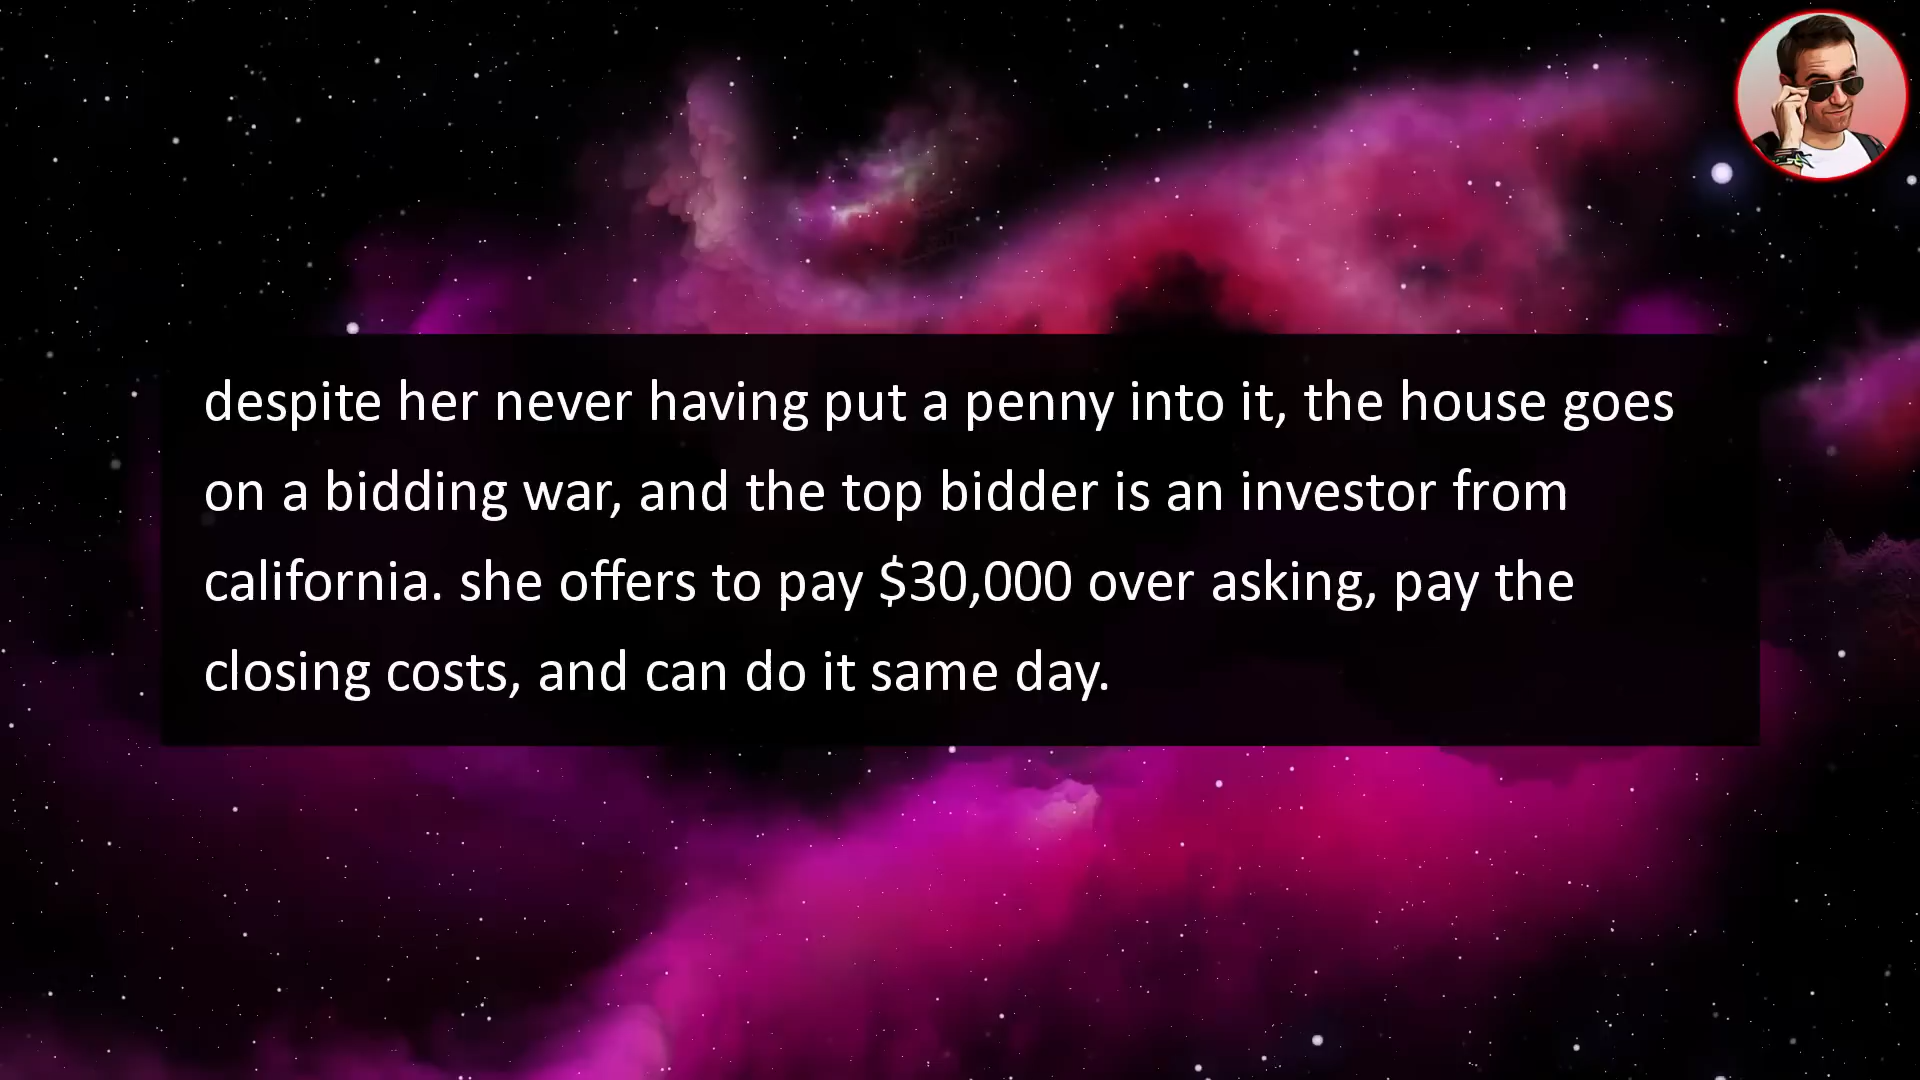 despite her never having put a penny into it, the house goes
on a bidding war, and the top bidder is an investor from
california. she offers to pay $30,000 over asking, pay the
closing costs, and can do it same day.